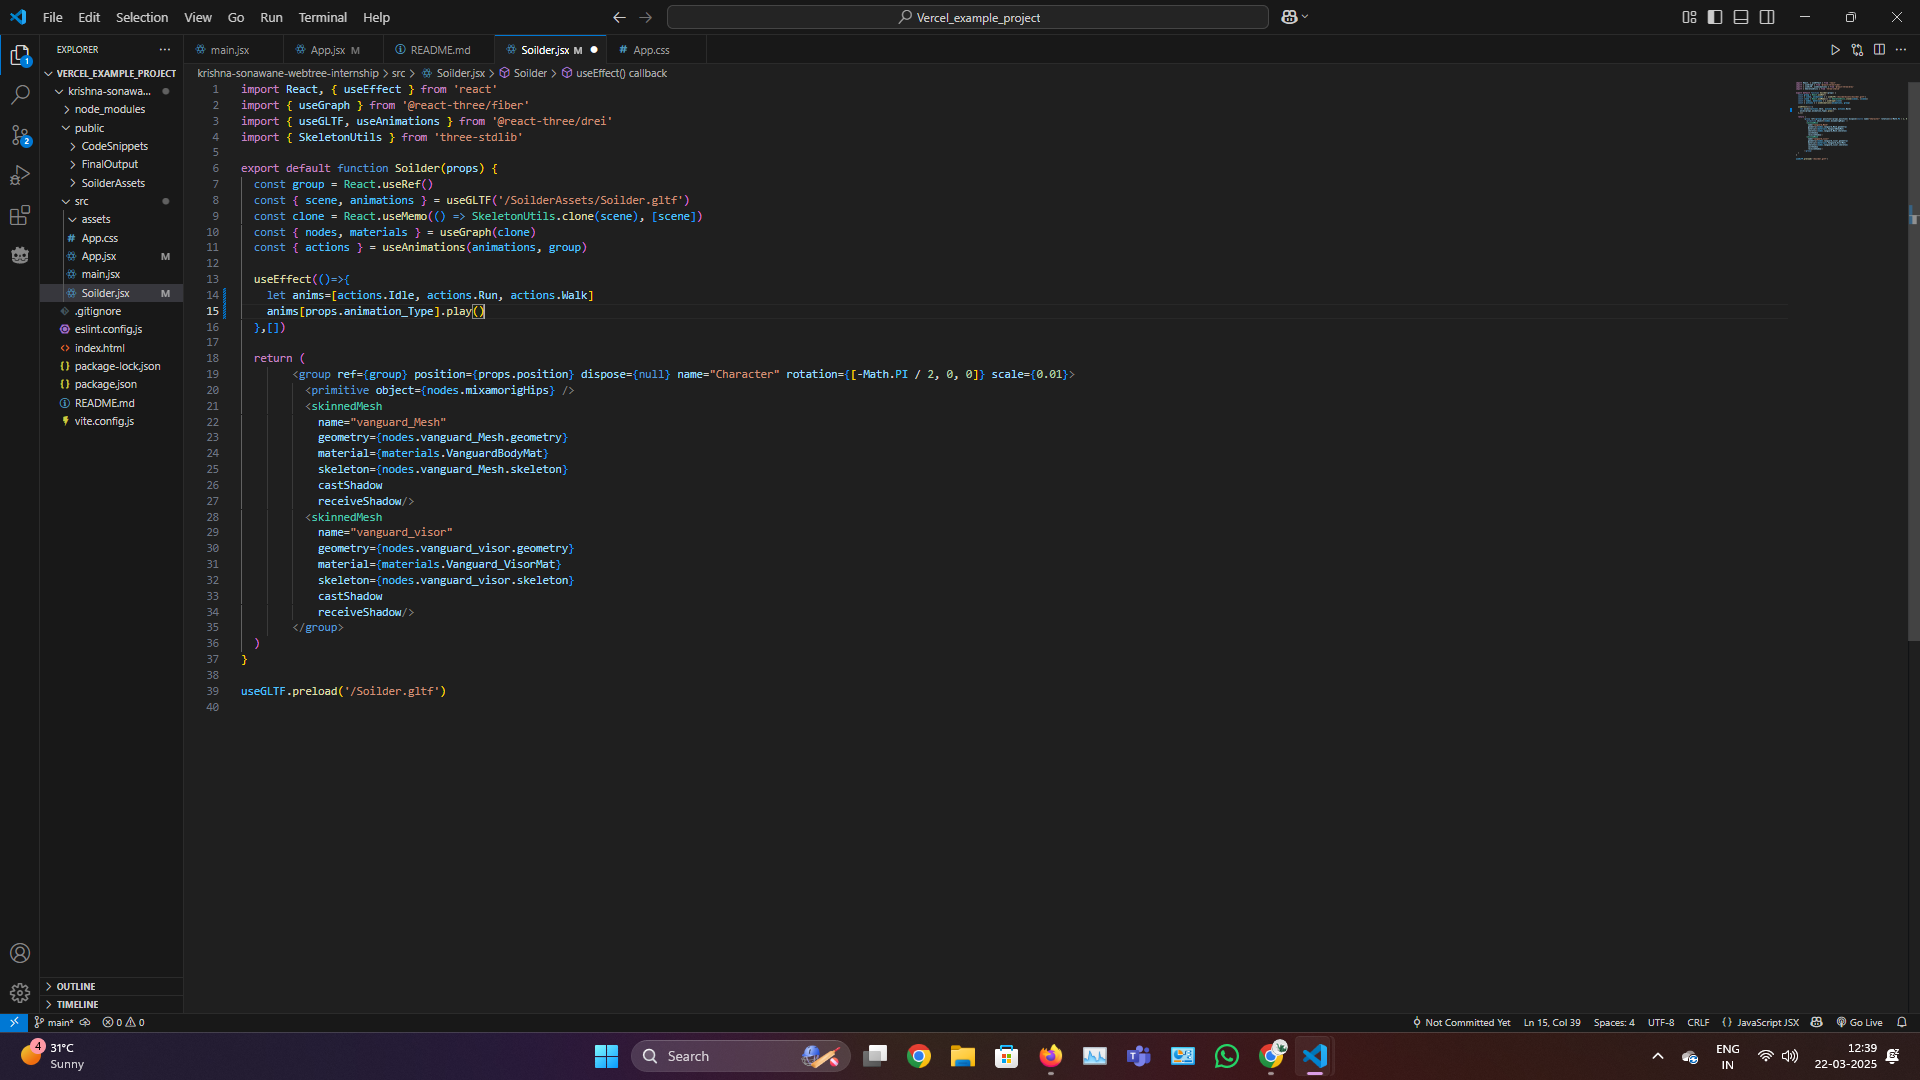 File Edit Selection View Go Run Terminal Help
Vercel_example_project
EXPLORER
VERCEL_EXAMPLE_PROJECT
krishna-sonawa...
node_modules
public
CodeSnippets
FinalOutput
SoilderAssets
src
assets
# App.css
App.jsx M
main.jsx
Soilder.jsx M
.gitignore
eslint.config.js
<> index.html
{} package-lock.json
{} package.json
README.md
vite.config.js
OUTLINE
TIMELINE
1
2
main.jsx App.jsx M README.md Soilder.jsx M # App.css
krishna-sonawane-webtree-internship > src > Soilder.jsx > Soilder > useEffect() callback
1 import React, { useEffect } from 'react'
2 import { useGraph } from '@react-three/fiber'
3 import { useGLTF, useAnimations } from '@react-three/drei'
4 import { SkeletonUtils } from 'three-stdlib'
5
6 export default function Soilder(props) {
7 const group = React.useRef()
8 const { scene, animations } = useGLTF('/SoilderAssets/Soilder.gltf')
9 const clone = React.useMemo(() => SkeletonUtils.clone(scene), [scene])
10 const { nodes, materials } = useGraph(clone)
11 const { actions } = useAnimations(animations, group)
12
13 useEffect(()=>{
14 let anims=[actions.Idle, actions.Run, actions.Walk]
15 anims[props.animation_Type].play()
16 },[])
17
18 return (
19 <group ref={group} position={props.position} dispose={null} name="Character" rotation={[-Math.PI / 2, 0, 0]} scale={0.01}>
20 <primitive object={nodes.mixamorigHips} />
21 <skinnedMesh
22 name="vanguard_Mesh"
23 geometry={nodes.vanguard_Mesh.geometry}
24 material={materials.VanguardBodyMat}
25 skeleton={nodes.vanguard_Mesh.skeleton}
26 castShadow
27 receiveShadow/>
28 <skinnedMesh
29 name="vanguard_visor"
30 geometry={nodes.vanguard_visor.geometry}
31 material={materials.Vanguard_VisorMat}
32 skeleton={nodes.vanguard_visor.skeleton}
33 castShadow
34 receiveShadow/>
35 </group>
36 )
37 }
38
39 useGLTF.preload('/Soilder.gltf')
40
main* 0 0
Not Committed Yet Ln 15, Col 39 Spaces: 4 UTF-8 CRLF {} JavaScript JSX Go Live
4
31°C
Sunny
Search
ENG
IN
12:39
22-03-2025